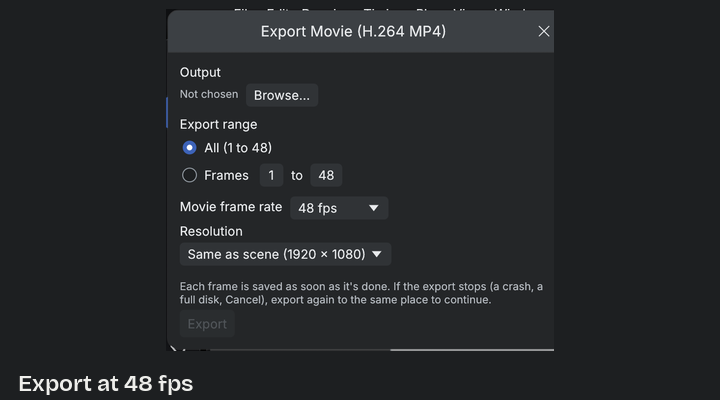 Export Movie (H.264 MP4)
Output
Not chosen Browse...
Export range
All (1 to 48)
Frames 1 to 48
Movie frame rate 48 fps
Resolution
Same as scene (1920 × 1080)
Each frame is saved as soon as it's done. If the export stops (a crash, a
full disk, Cancel), export again to the same place to continue.
Export
Export at 48 fps